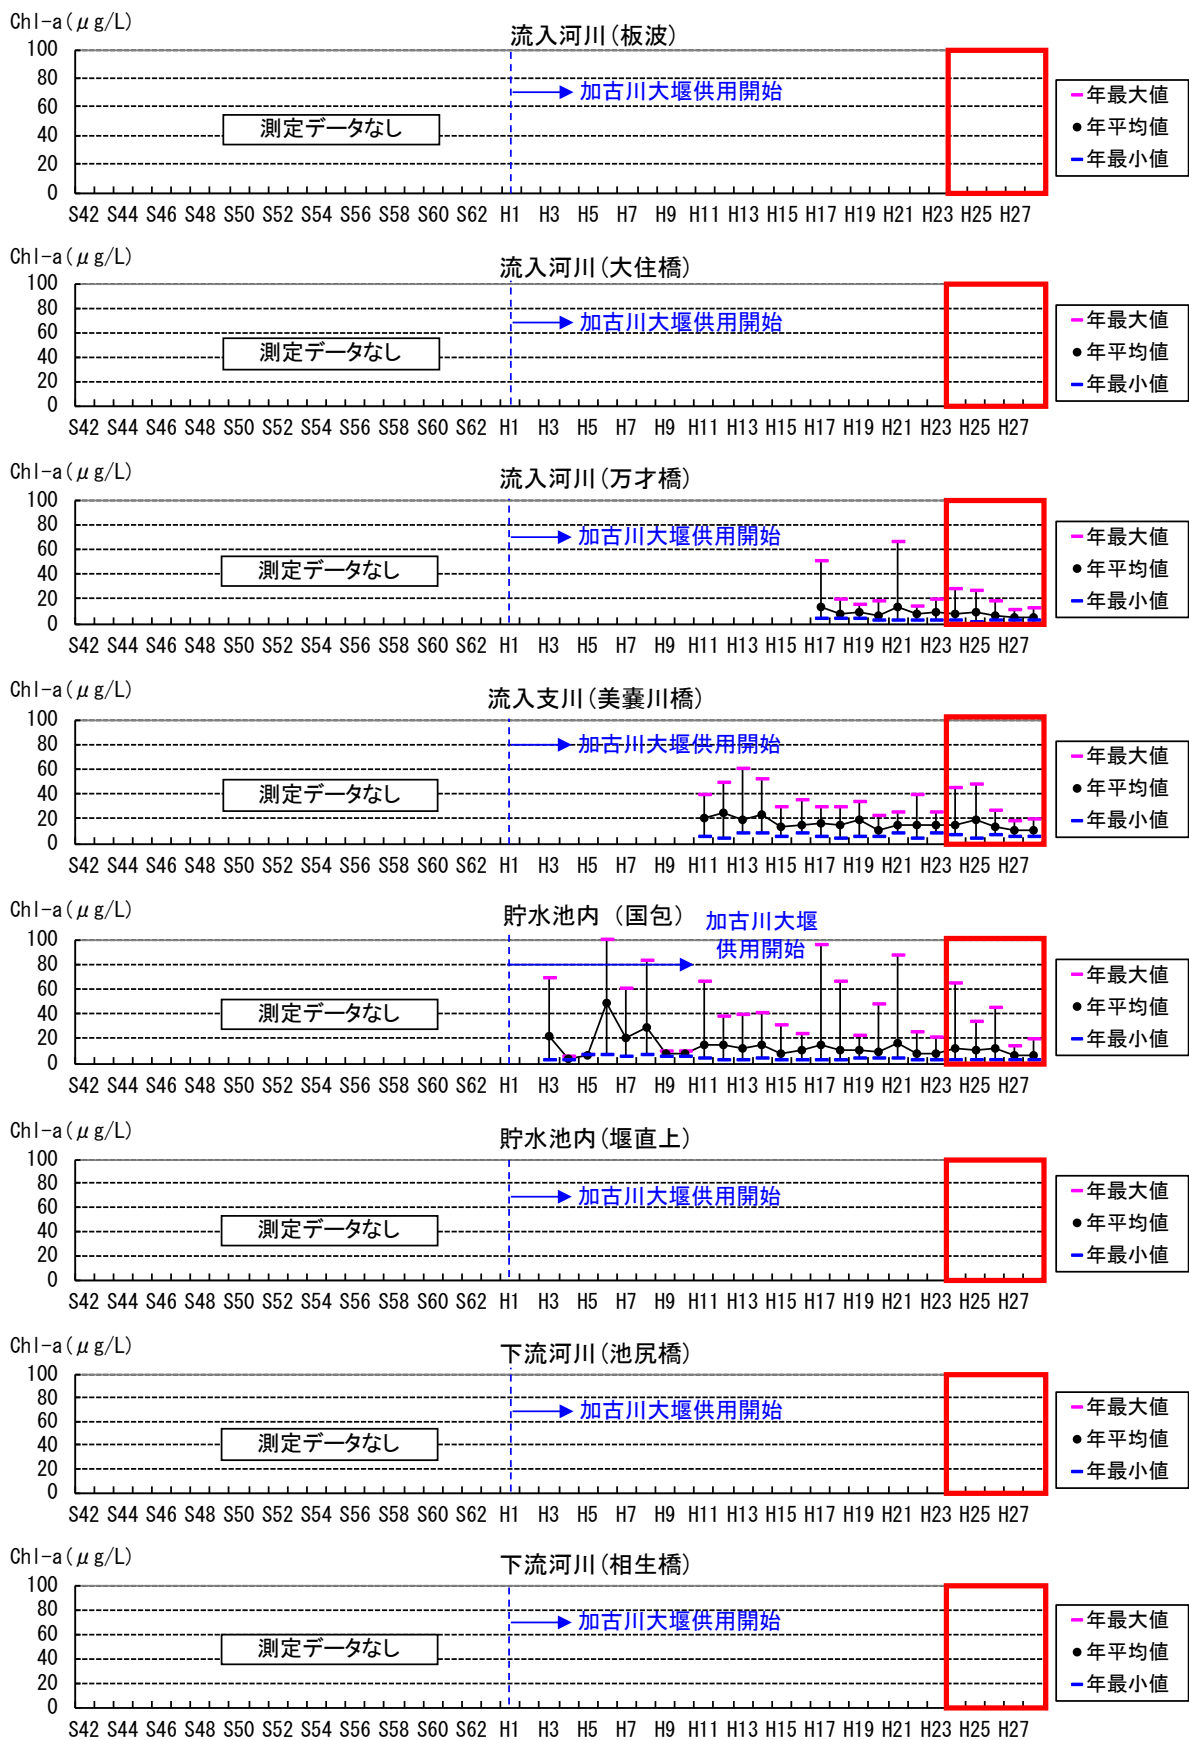 Chl-a(μg/L)
流入河川(板波)
100
80
60
40
20
0
加古川大堰供用開始
測定データなし
年最大値
年平均値
年最小値
S42 S44 S46 S48 S50 S52 S54 S56 S58 S60 S62 H1 H3 H5 H7 H9 H11 H13 H15 H17 H19 H21 H23 H25 H27
Chl-a(μg/L)
流入河川(大住橋)
100
80
60
40
20
0
加古川大堰供用開始
測定データなし
年最大値
年平均値
年最小値
S42 S44 S46 S48 S50 S52 S54 S56 S58 S60 S62 H1 H3 H5 H7 H9 H11 H13 H15 H17 H19 H21 H23 H25 H27
Chl-a(μg/L)
流入河川(万才橋)
100
80
60
40
20
0
加古川大堰供用開始
測定データなし
年最大値
年平均値
年最小値
S42 S44 S46 S48 S50 S52 S54 S56 S58 S60 S62 H1 H3 H5 H7 H9 H11 H13 H15 H17 H19 H21 H23 H25 H27
Chl-a(μg/L)
流入支川(美嚢川橋)
100
80
60
40
20
0
加古川大堰供用開始
測定データなし
年最大値
年平均値
年最小値
S42 S44 S46 S48 S50 S52 S54 S56 S58 S60 S62 H1 H3 H5 H7 H9 H11 H13 H15 H17 H19 H21 H23 H25 H27
Chl-a(μg/L)
貯水池内（国包）
加古川大堰
供用開始
100
80
60
40
20
0
測定データなし
年最大値
年平均値
年最小値
S42 S44 S46 S48 S50 S52 S54 S56 S58 S60 S62 H1 H3 H5 H7 H9 H11 H13 H15 H17 H19 H21 H23 H25 H27
Chl-a(μg/L)
貯水池内(堰直上)
100
80
60
40
20
0
加古川大堰供用開始
測定データなし
年最大値
年平均値
年最小値
S42 S44 S46 S48 S50 S52 S54 S56 S58 S60 S62 H1 H3 H5 H7 H9 H11 H13 H15 H17 H19 H21 H23 H25 H27
Chl-a(μg/L)
下流河川(池尻橋)
100
80
60
40
20
0
加古川大堰供用開始
測定データなし
年最大値
年平均値
年最小値
S42 S44 S46 S48 S50 S52 S54 S56 S58 S60 S62 H1 H3 H5 H7 H9 H11 H13 H15 H17 H19 H21 H23 H25 H27
Chl-a(μg/L)
下流河川(相生橋)
100
80
60
40
20
0
加古川大堰供用開始
測定データなし
年最大値
年平均値
年最小値
S42 S44 S46 S48 S50 S52 S54 S56 S58 S60 S62 H1 H3 H5 H7 H9 H11 H13 H15 H17 H19 H21 H23 H25 H27